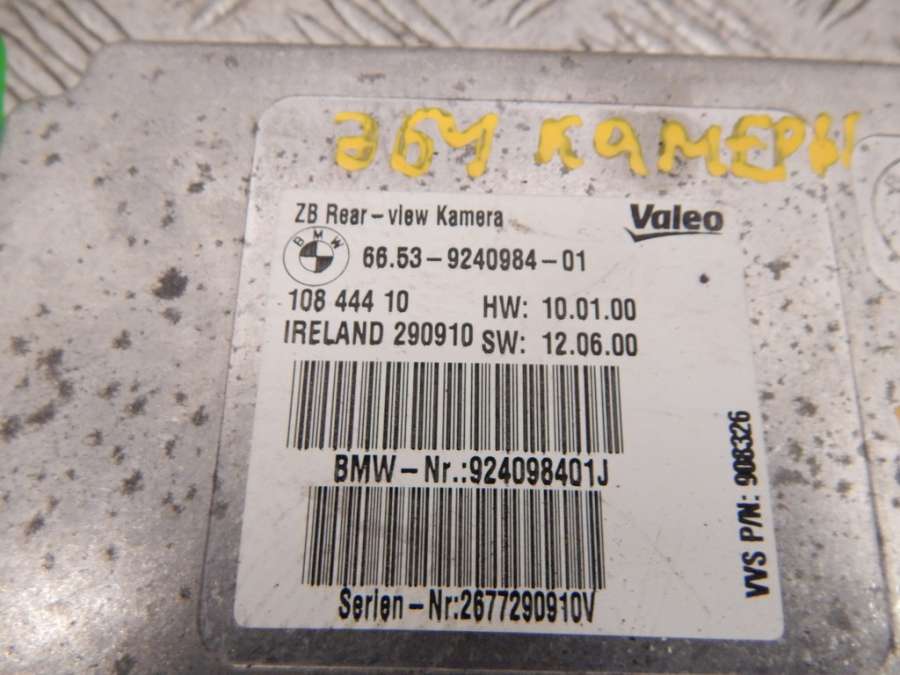 ЭБУ КАМЕРЫ
ZB Rear-view Kamera
Valeo
BMW
66.53-9240984-01
108 444 10
HW: 10.01.00
IRELAND 290910
SW: 12.06.00
BMW-Nr.:924098401J
Serien-Nr:2677290910V
VVS P/N: 908326